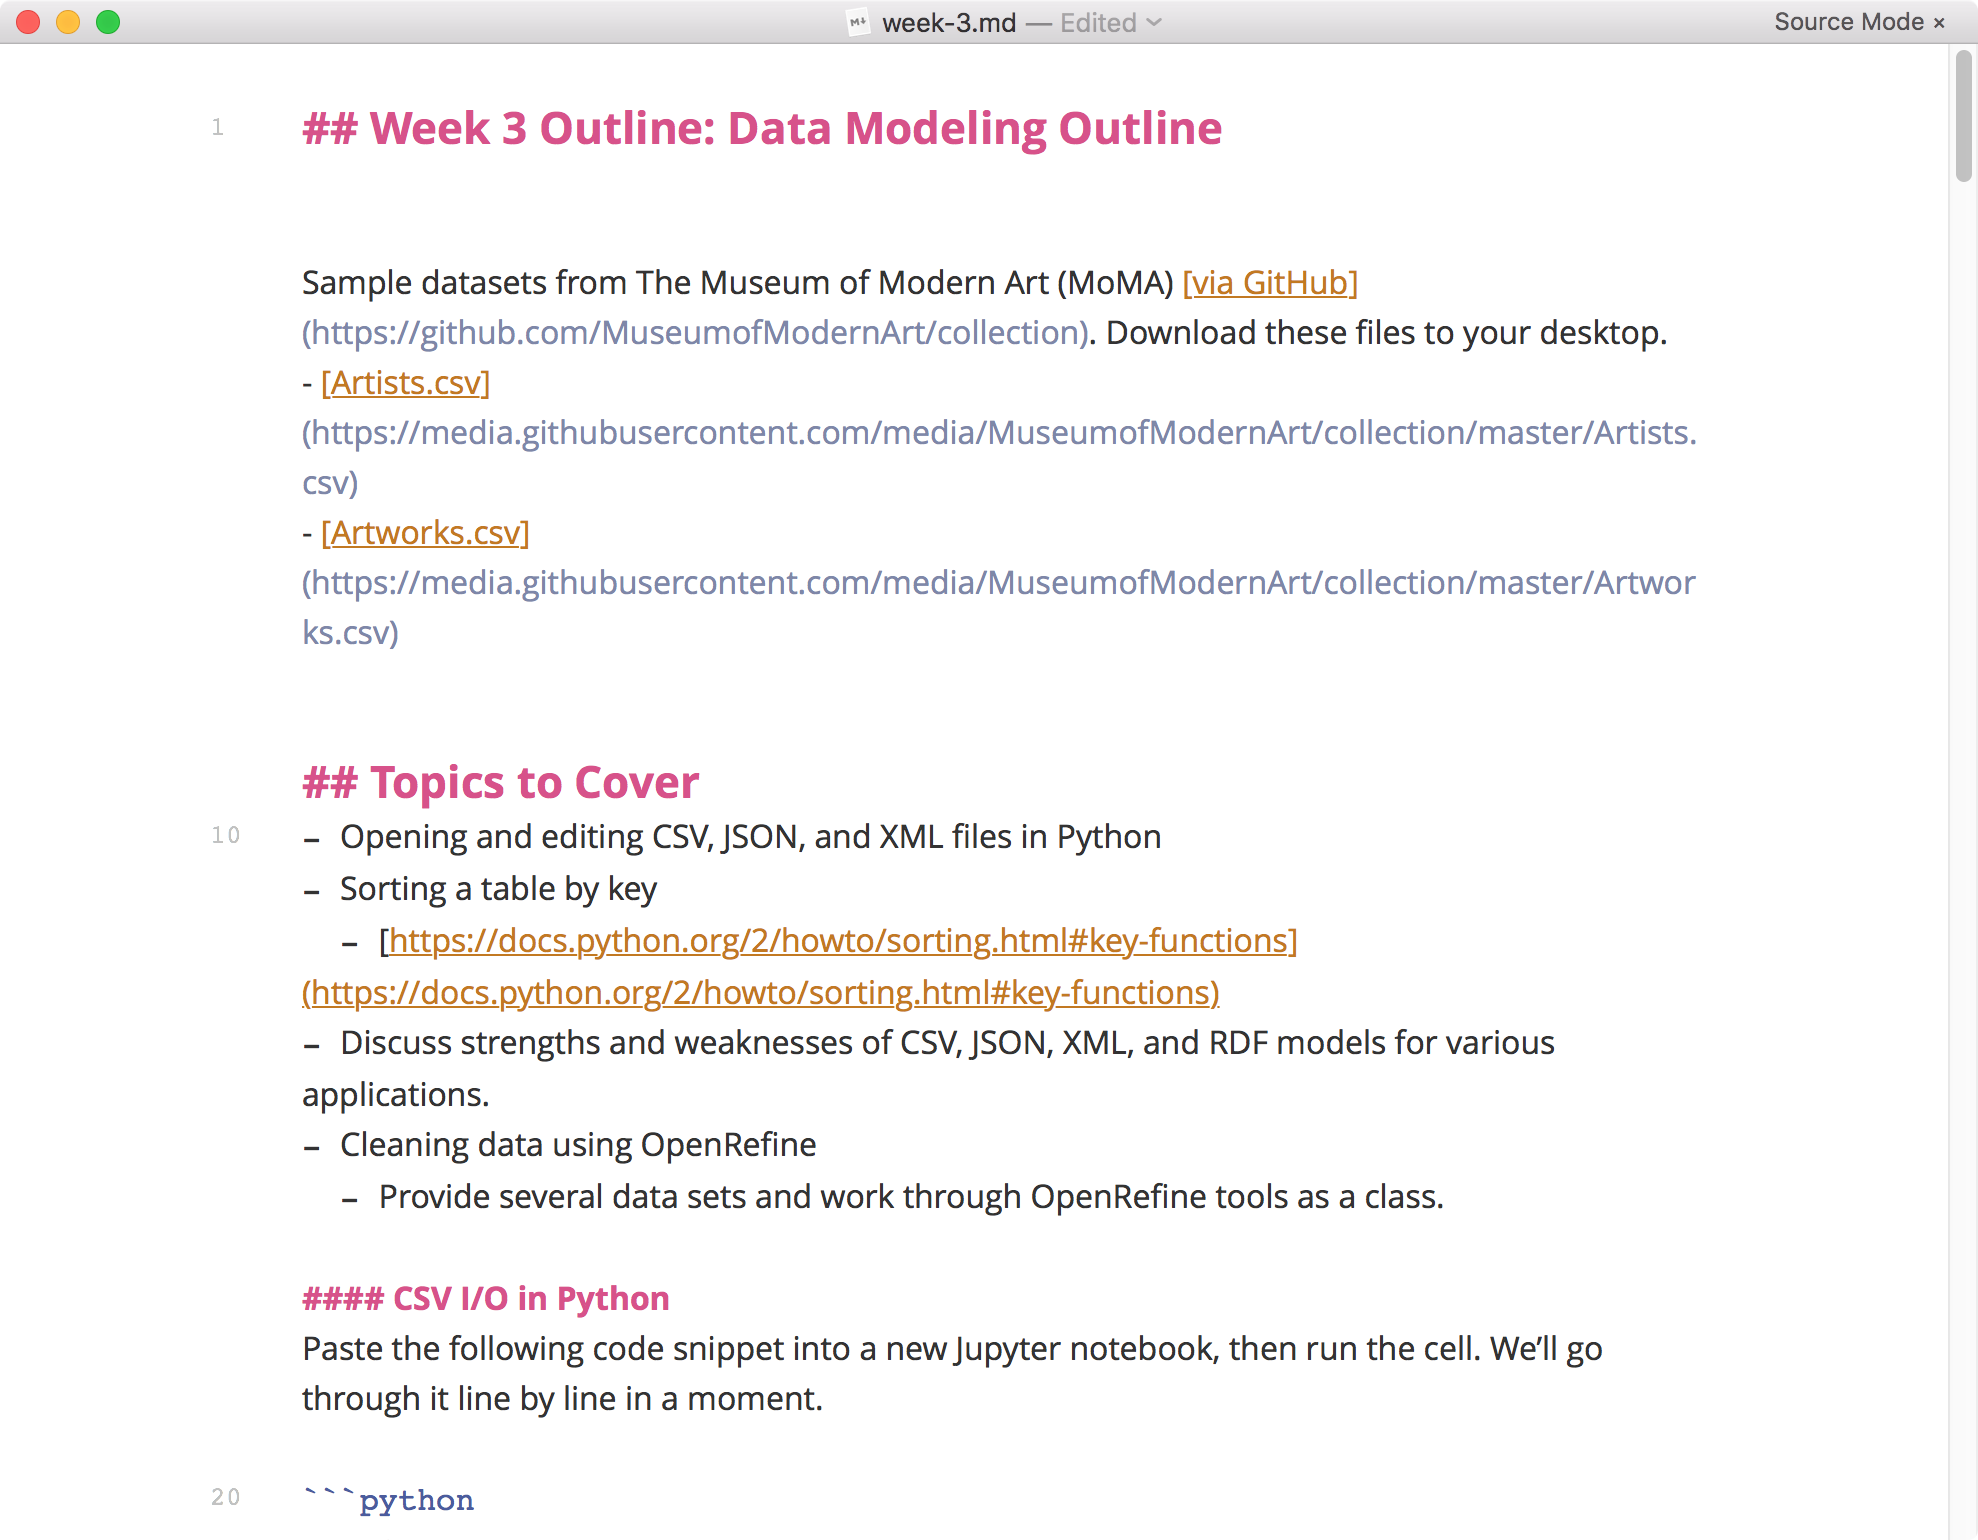 week-3.md — Edited
Source Mode ×
1
## Week 3 Outline: Data Modeling Outline
Sample datasets from The Museum of Modern Art (MoMA) [via GitHub]
(https://github.com/MuseumofModernArt/collection). Download these files to your desktop.
- [Artists.csv]
(https://media.githubusercontent.com/media/MuseumofModernArt/collection/master/Artists.
csv)
- [Artworks.csv]
(https://media.githubusercontent.com/media/MuseumofModernArt/collection/master/Artwor
ks.csv)
## Topics to Cover
10
– Opening and editing CSV, JSON, and XML files in Python
– Sorting a table by key
– [https://docs.python.org/2/howto/sorting.html#key-functions]
(https://docs.python.org/2/howto/sorting.html#key-functions)
– Discuss strengths and weaknesses of CSV, JSON, XML, and RDF models for various
applications.
– Cleaning data using OpenRefine
– Provide several data sets and work through OpenRefine tools as a class.
#### CSV I/O in Python
Paste the following code snippet into a new Jupyter notebook, then run the cell. We’ll go
through it line by line in a moment.
20
```python